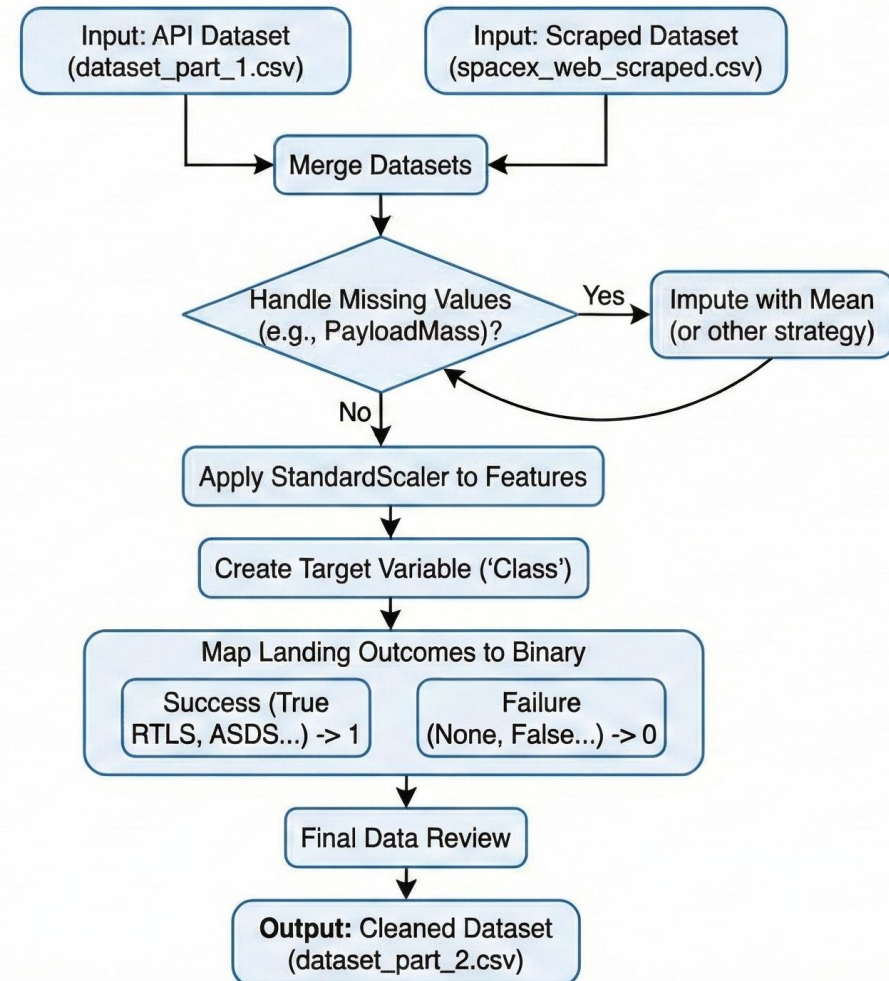 Input: API Dataset
(dataset_part_1.csv)
Input: Scraped Dataset
(spacex_web_scraped.csv)
Merge Datasets
Handle Missing Values
(e.g., PayloadMass)?
Yes
Impute with Mean
(or other strategy)
No
Apply StandardScaler to Features
Create Target Variable (‘Class’)
Map Landing Outcomes to Binary
Success (True
RTLS, ASDS...) -> 1
Failure
(None, False...) -> 0
Final Data Review
Output: Cleaned Dataset
(dataset_part_2.csv)